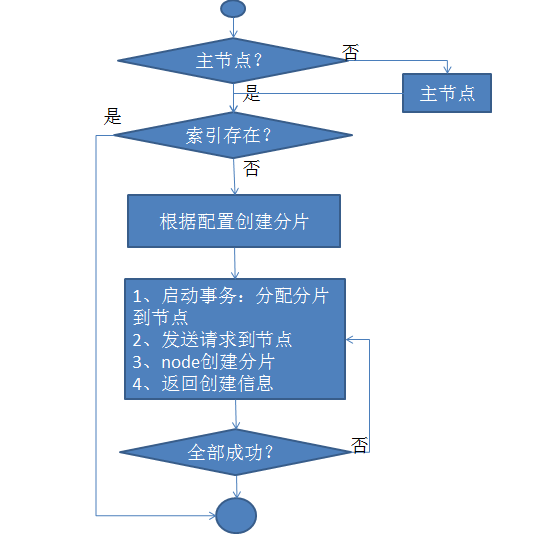 主节点？
否
主节点
是
是
索引存在？
否
根据配置创建分片
1、启动事务：分配分片
到节点
2、发送请求到节点
3、node创建分片
4、返回创建信息
全部成功？
否